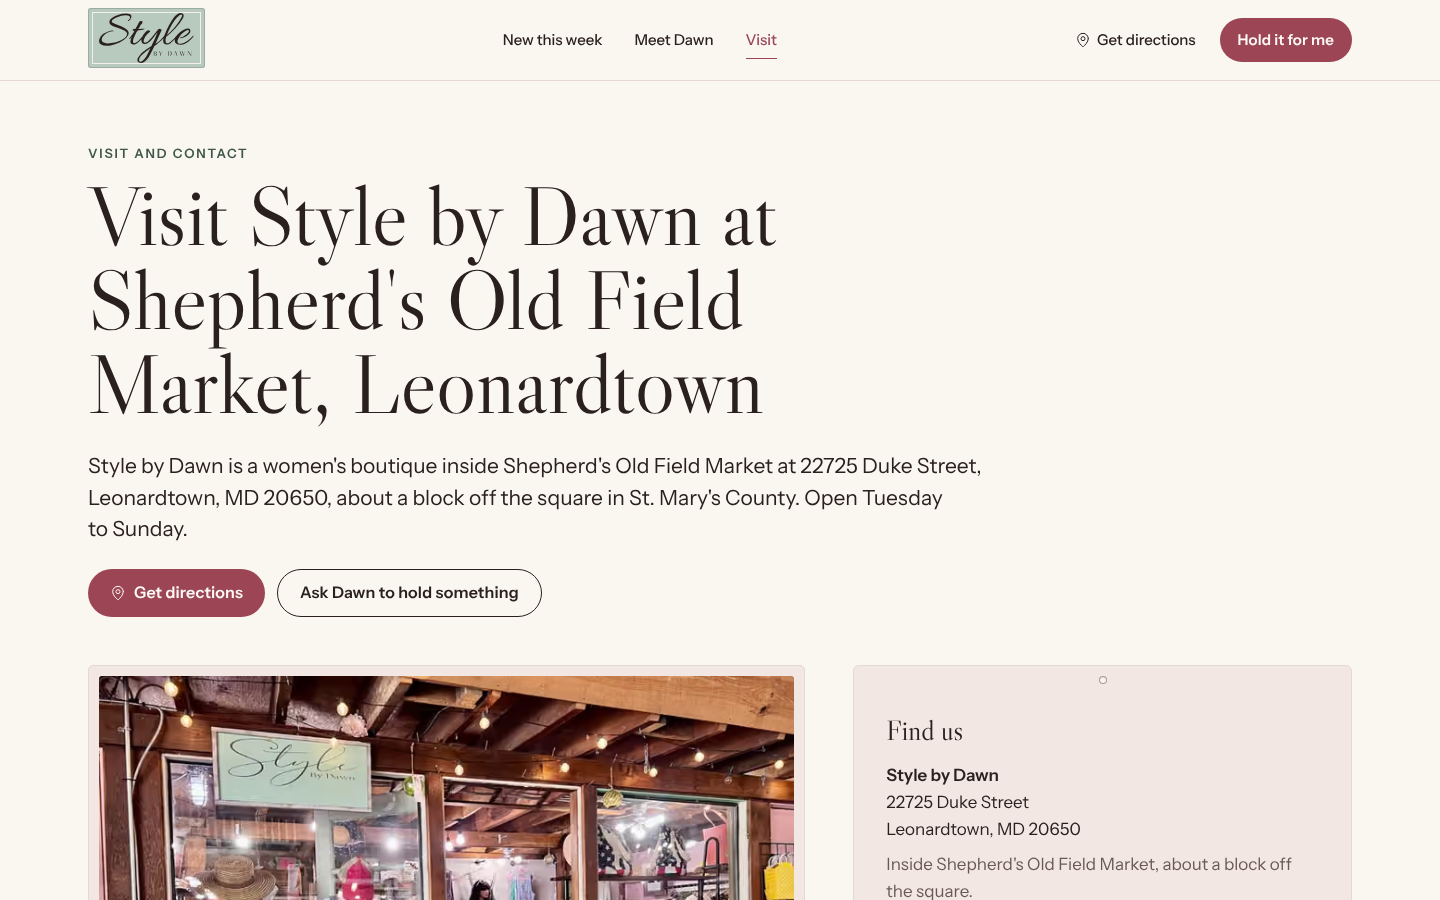 Style
BY DAWN
New this week
Meet Dawn
Visit
Get directions
Hold it for me
VISIT AND CONTACT
Visit Style by Dawn at
Shepherd's Old Field
Market, Leonardtown
Style by Dawn is a women's boutique inside Shepherd's Old Field Market at 22725 Duke Street,
Leonardtown, MD 20650, about a block off the square in St. Mary's County. Open Tuesday
to Sunday.
Get directions
Ask Dawn to hold something
Style
By Dawn
Find us
Style by Dawn
22725 Duke Street
Leonardtown, MD 20650
Inside Shepherd's Old Field Market, about a block off
the square.